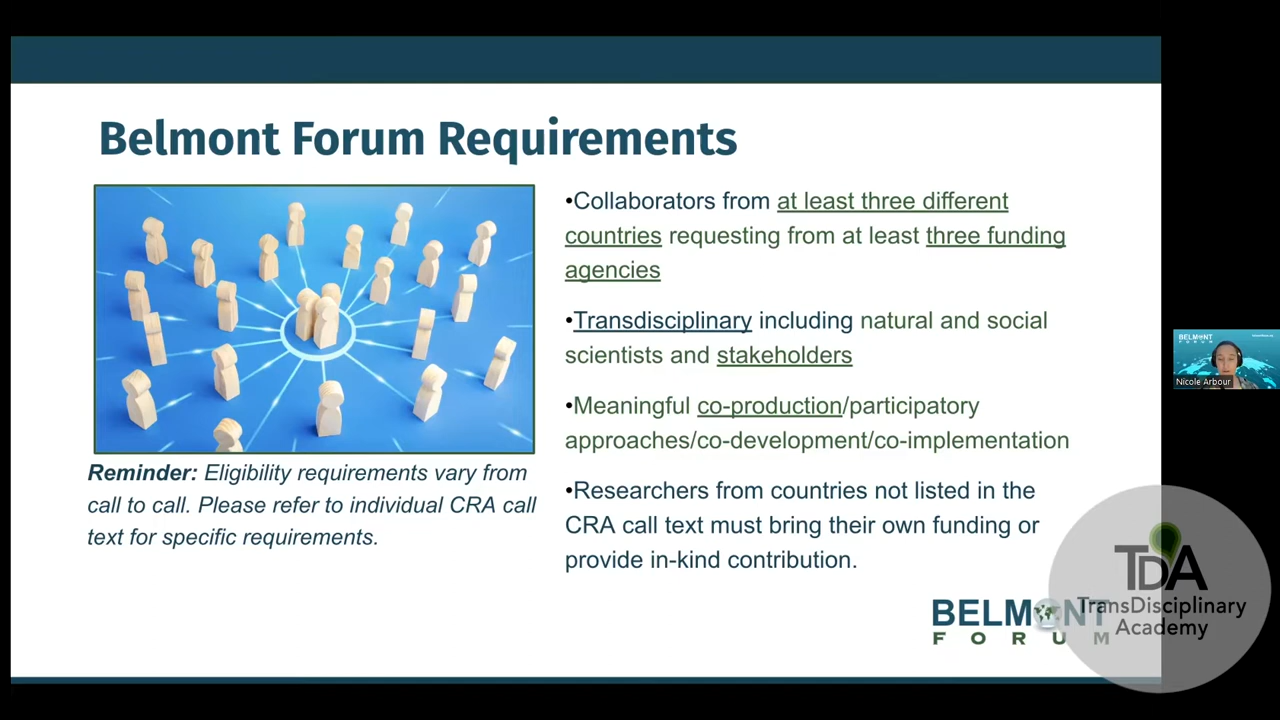 Belmont Forum Requirements
•Collaborators from at least three different
countries requesting from at least three funding
agencies
•Transdisciplinary including natural and social
scientists and stakeholders
•Meaningful co-production/participatory
approaches/co-development/co-implementation
•Researchers from countries not listed in the
CRA call text must bring their own funding or
provide in-kind contribution.
Reminder: Eligibility requirements vary from
call to call. Please refer to individual CRA call
text for specific requirements.
BELMONT
FORUM
TDA
TransDisciplinary
Academy
BELMONT
FORUM
Nicole Arbour